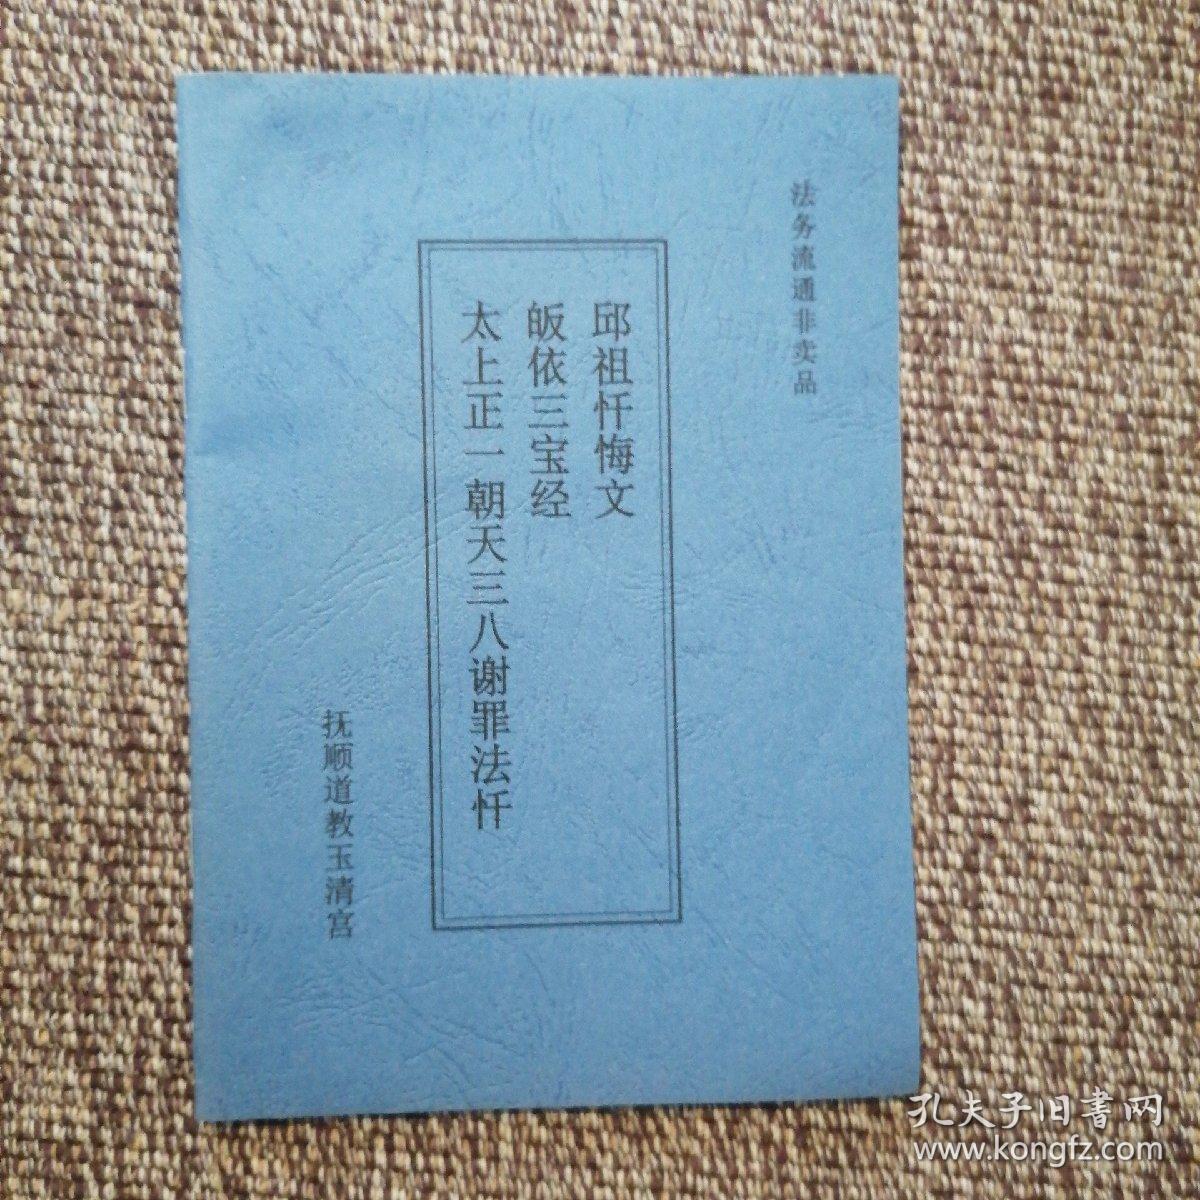 法务流通非卖品
邱祖忏悔文
皈依三宝经
太上正一朝天三八谢罪法忏
抚顺道教玉清宫
孔夫子旧書网
www.kongfz.com